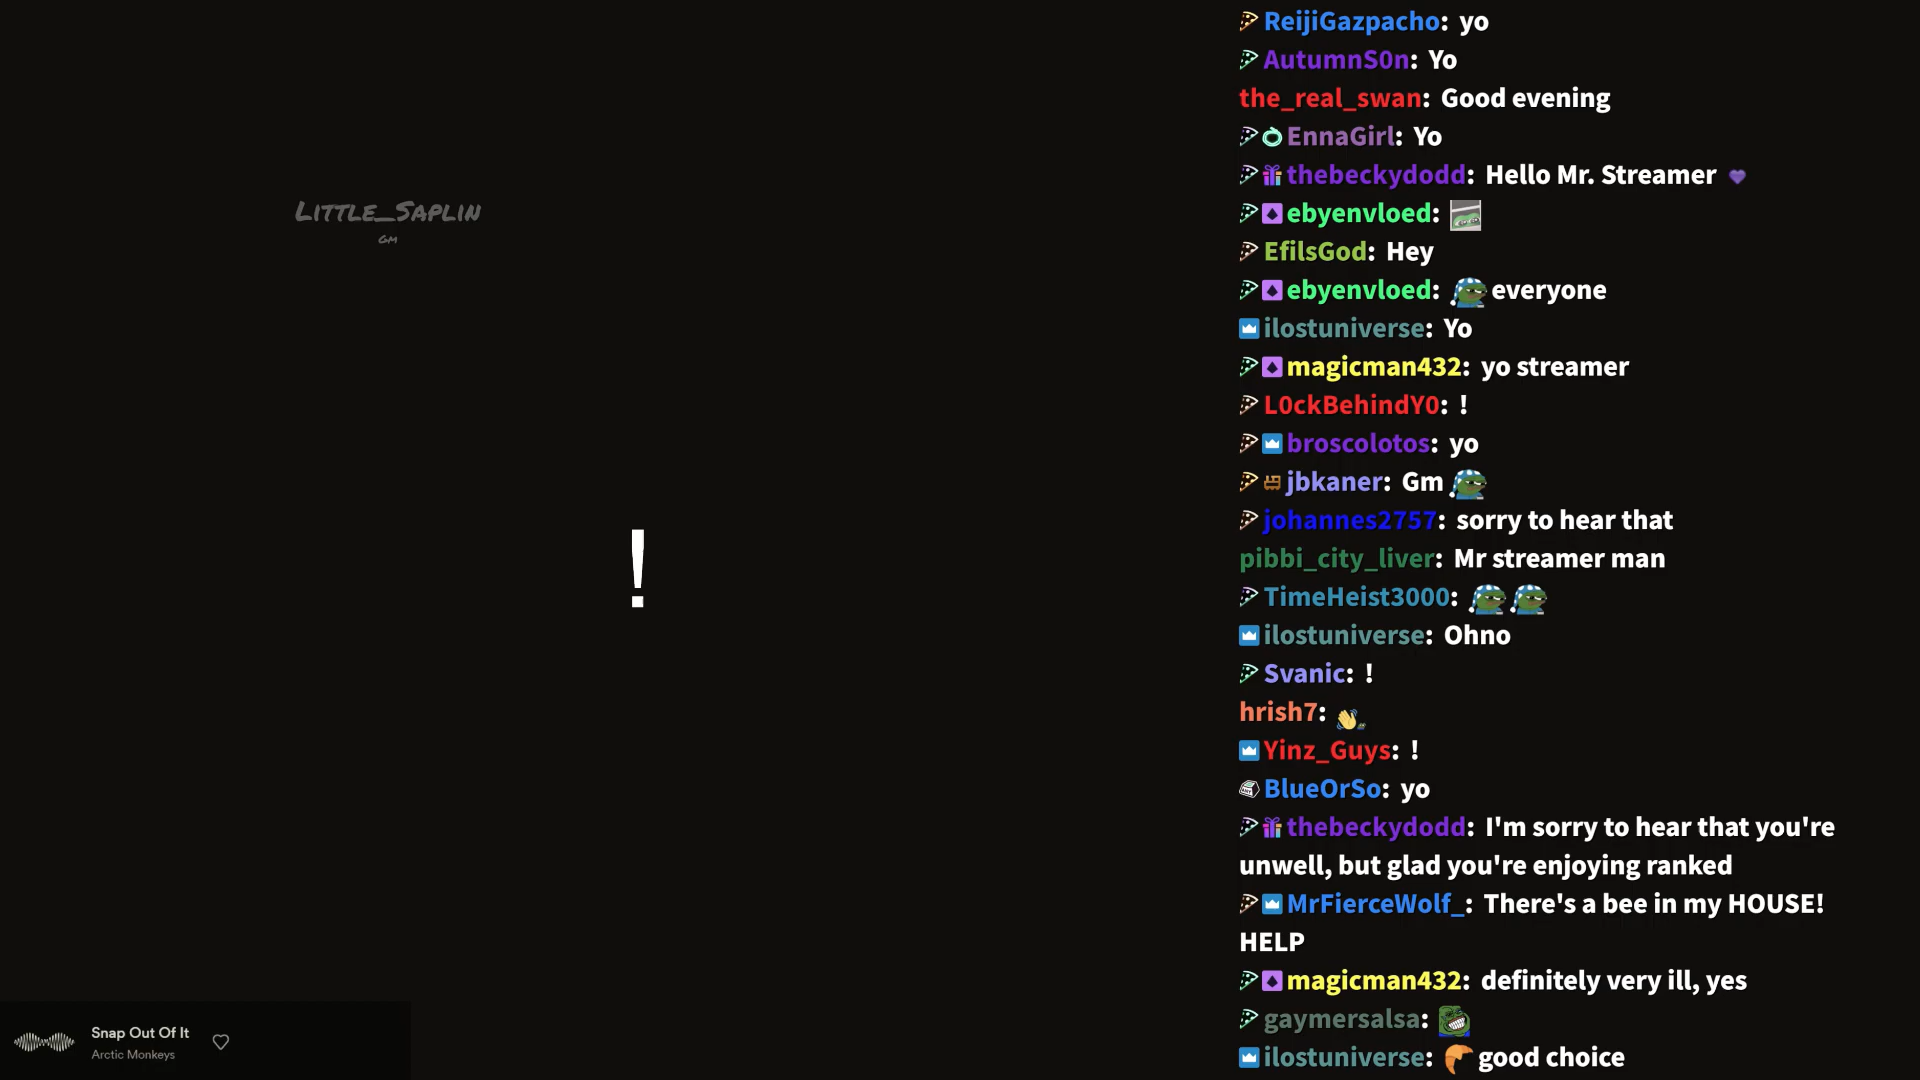 ReijiGazpacho: yo
AutumnS0n: Yo
the_real_swan: Good evening
EnnaGirl: Yo
thebeckydodd: Hello Mr. Streamer
ebyenvloed:
EfilsGod: Hey
ebyenvloed: everyone
ilostuniverse: Yo
magicman432: yo streamer
L0ckBehindY0: !
broscolotos: yo
jbkaner: Gm
johannes2757: sorry to hear that
pibbi_city_liver: Mr streamer man
TimeHeist3000:
ilostuniverse: Ohno
Svanic: !
hrish7:
Yinz_Guys: !
BlueOrSo: yo
thebeckydodd: I'm sorry to hear that you're
unwell, but glad you're enjoying ranked
MrFierceWolf_: There's a bee in my HOUSE!
HELP
magicman432: definitely very ill, yes
gaymersalsa:
ilostuniverse: good choice
Little_Saplin
GM
!
Snap Out Of It
Arctic Monkeys